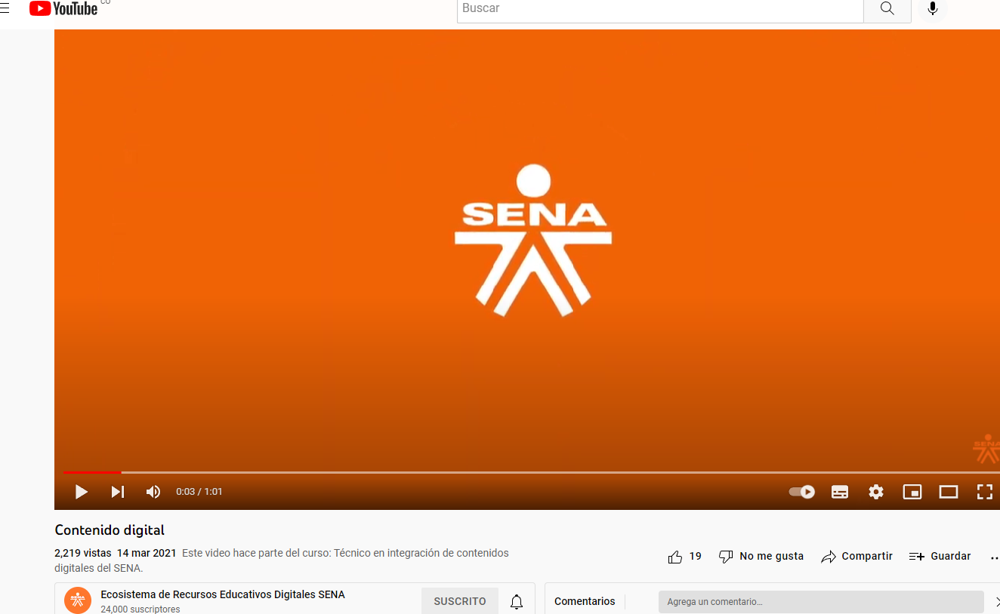 YouTube CO
Buscar
SENA
SENA
0:03 / 1:01
Contenido digital
2,219 vistas 14 mar 2021 Este video hace parte del curso: Técnico en integración de contenidos
digitales del SENA.
19 No me gusta Compartir Guardar
Ecosistema de Recursos Educativos Digitales SENA
24,000 suscriptores
SUSCRITO
Comentarios
Agrega un comentario...